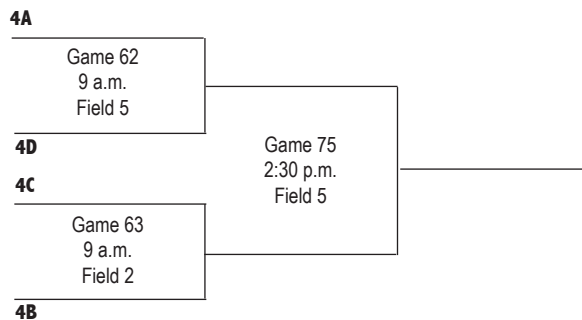 4A
Game 62
9 a.m.
Field 5
4D
Game 75
2:30 p.m.
Field 5
4C
Game 63
9 a.m.
Field 2
4B